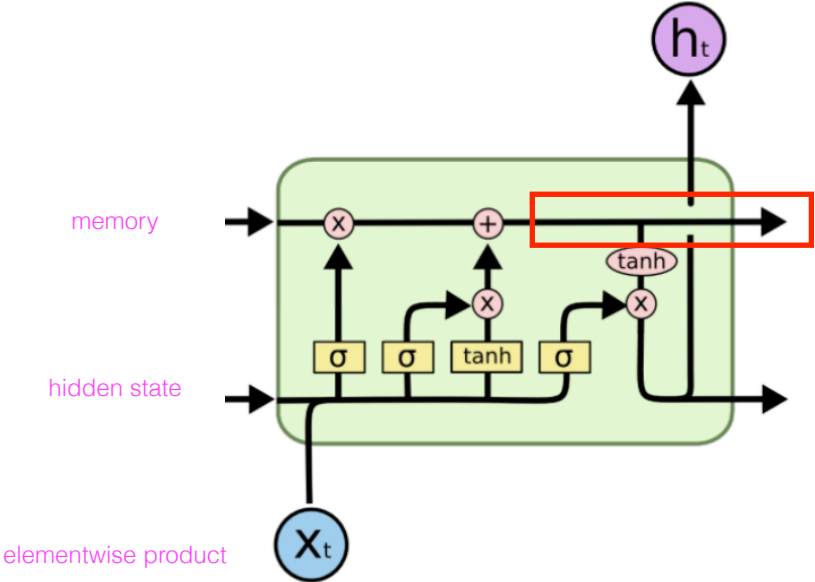 ht
memory
x
+
tanh
x
x
σ
σ
tanh
σ
hidden state
elementwise product
xt